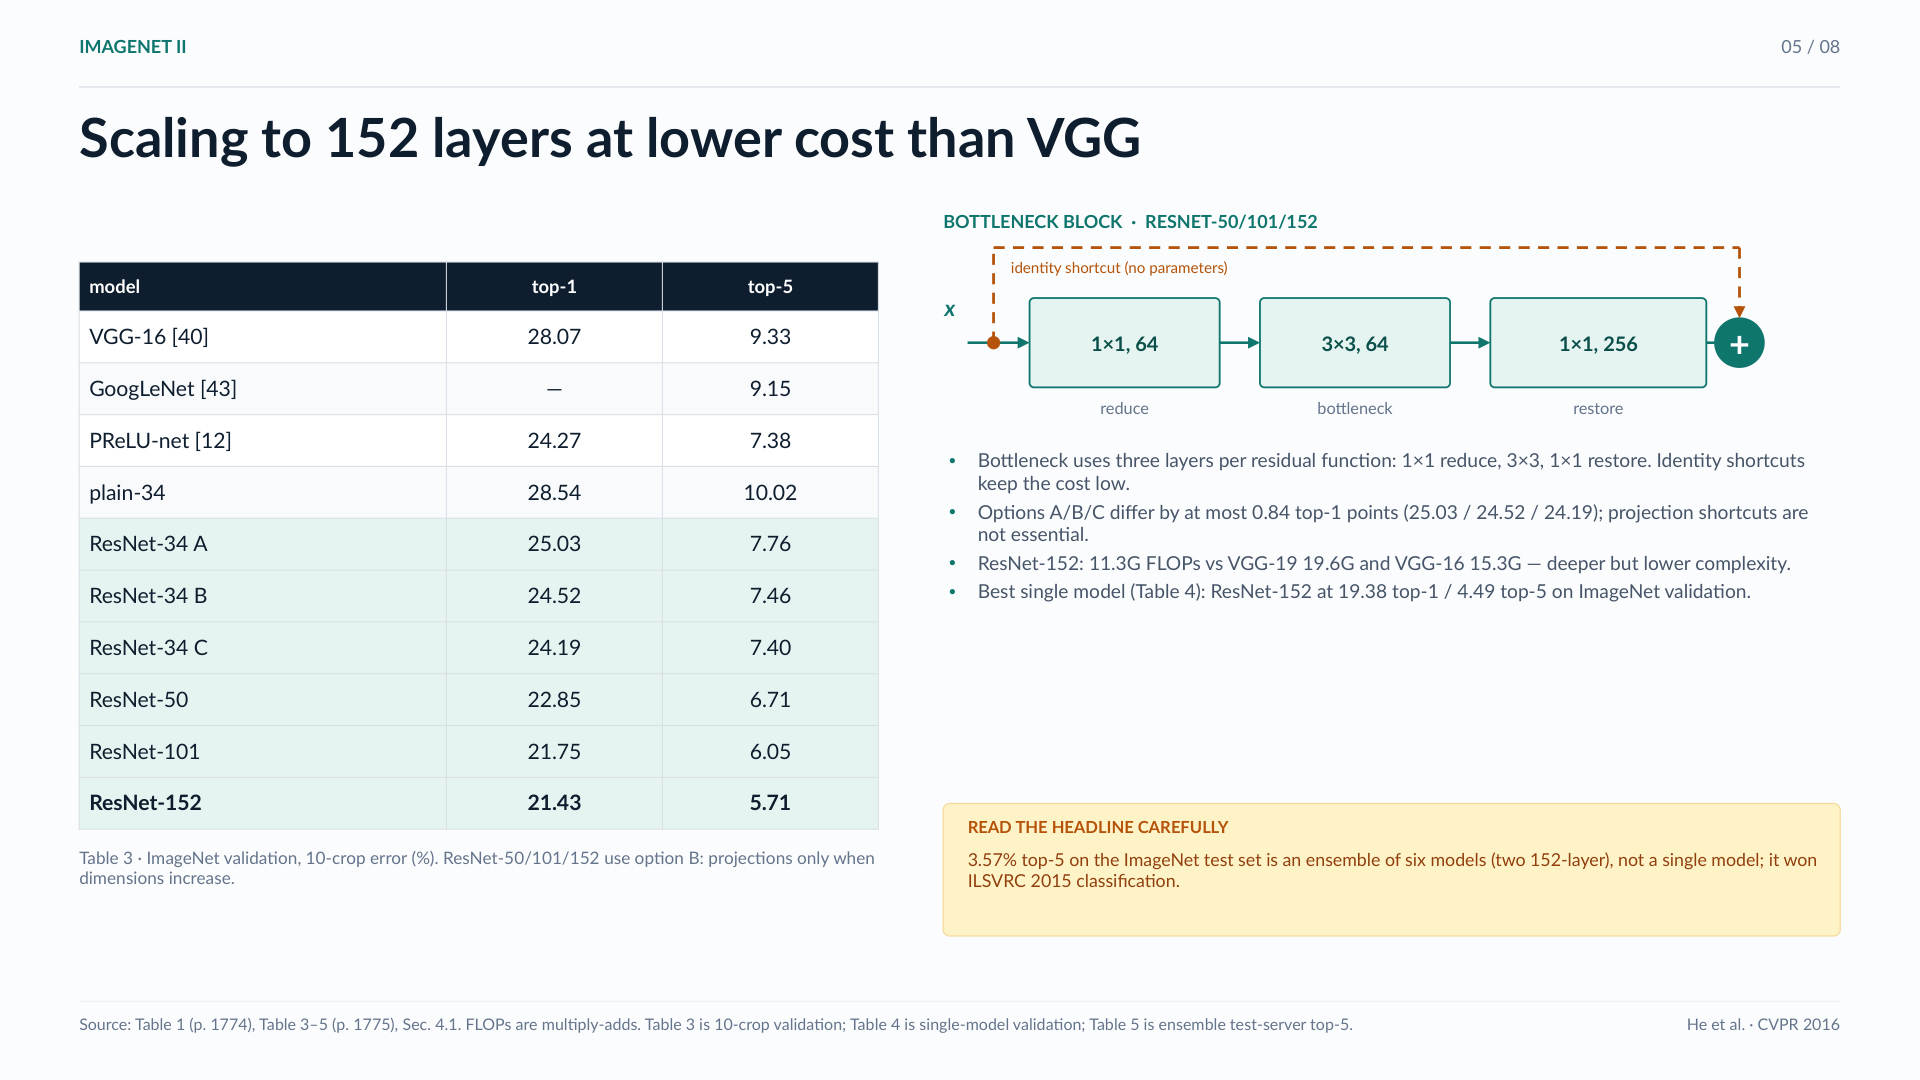 IMAGENET II
05 / 08
Scaling to 152 layers at lower cost than VGG
model top-1 top-5
VGG-16 [40] 28.07 9.33
GoogLeNet [43] — 9.15
PReLU-net [12] 24.27 7.38
plain-34 28.54 10.02
ResNet-34 A 25.03 7.76
ResNet-34 B 24.52 7.46
ResNet-34 C 24.19 7.40
ResNet-50 22.85 6.71
ResNet-101 21.75 6.05
ResNet-152 21.43 5.71
Table 3 · ImageNet validation, 10-crop error (%). ResNet-50/101/152 use option B: projections only when
dimensions increase.
BOTTLENECK BLOCK · RESNET-50/101/152
identity shortcut (no parameters)
x
1×1, 64 3×3, 64 1×1, 256 +
reduce bottleneck restore
• Bottleneck uses three layers per residual function: 1×1 reduce, 3×3, 1×1 restore. Identity shortcuts
keep the cost low.
• Options A/B/C differ by at most 0.84 top-1 points (25.03 / 24.52 / 24.19); projection shortcuts are
not essential.
• ResNet-152: 11.3G FLOPs vs VGG-19 19.6G and VGG-16 15.3G — deeper but lower complexity.
• Best single model (Table 4): ResNet-152 at 19.38 top-1 / 4.49 top-5 on ImageNet validation.
READ THE HEADLINE CAREFULLY
3.57% top-5 on the ImageNet test set is an ensemble of six models (two 152-layer), not a single model; it won
ILSVRC 2015 classification.
Source: Table 1 (p. 1774), Table 3–5 (p. 1775), Sec. 4.1. FLOPs are multiply-adds. Table 3 is 10-crop validation; Table 4 is single-model validation; Table 5 is ensemble test-server top-5.
He et al. · CVPR 2016